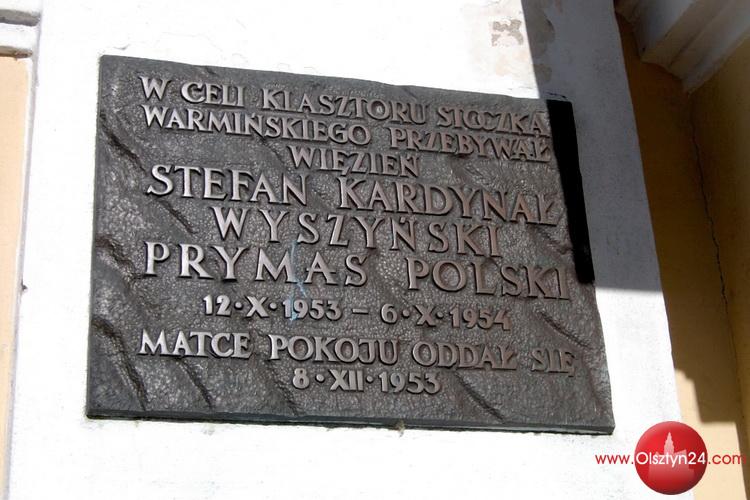 W CELI KLASZTORU STOCZKA
WARMIŃSKIEGO PRZEBYWAŁ
WIĘZIEŃ
STEFAN KARDYNAŁ
WYSZYŃSKI
PRYMAS POLSKI
12·X·1953 – 6·X·1954
MATCE POKOJU ODDAŁ SIĘ
8·XII·1953
www.Olsztyn24.com